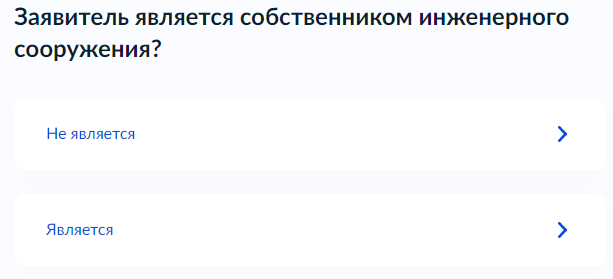 Заявитель является собственником инженерного
сооружения?
Не является
Является